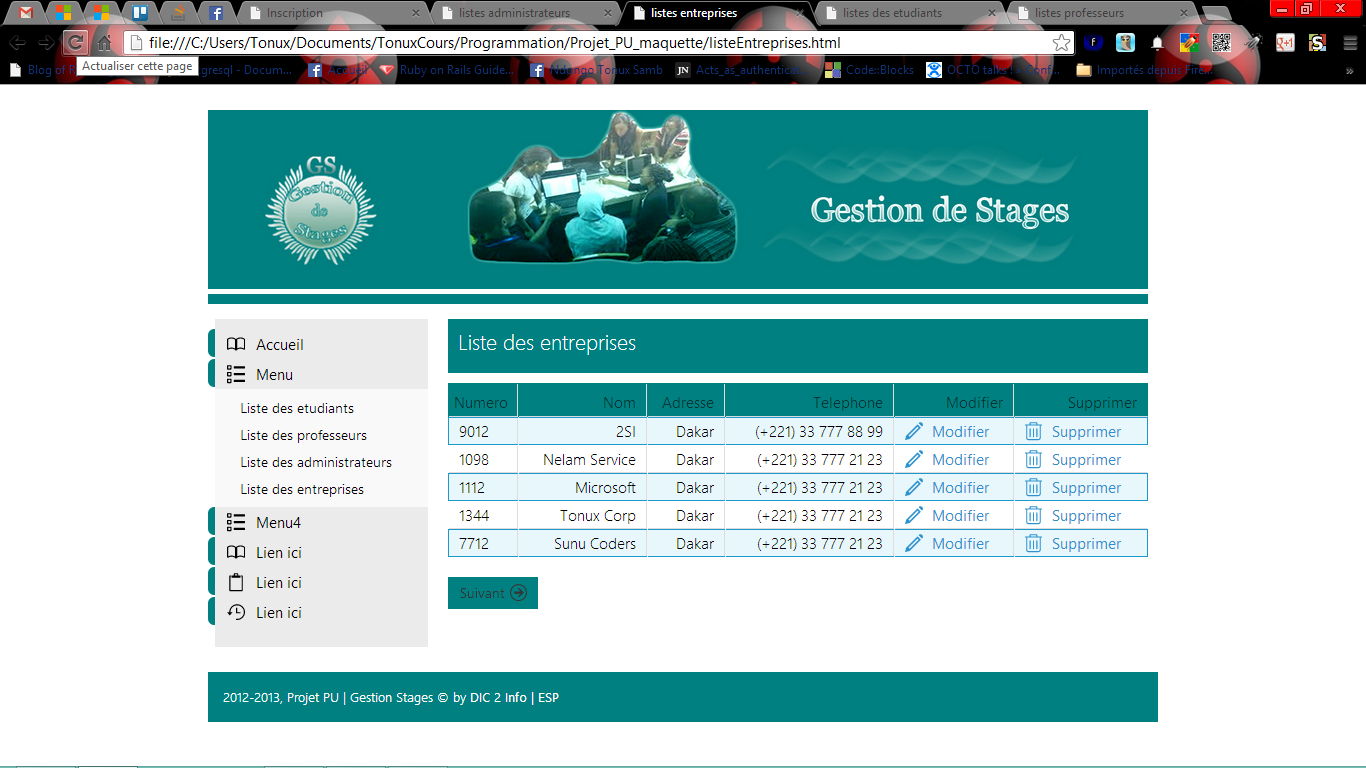 Inscription
listes administrateurs
listes entreprises
listes des etudiants
listes professeurs
file:///C:/Users/Tonux/Documents/TonuxCours/Programmation/Projet_PU_maquette/listeEntreprises.html
Actualiser cette page
Blog of
gresql - Docum...
Accueil
Ruby on Rails Guide...
Ndongo Tonux Samb
Acts_as_authentic
Code::Blocks
OCTO talks !
Conf...
Importés depuis Fire...
GS
Gestion
de
Stages
Gestion de Stages
Accueil
Menu
Liste des etudiants
Liste des professeurs
Liste des administrateurs
Liste des entreprises
Menu4
Lien ici
Lien ici
Lien ici
Liste des entreprises
Numero Nom Adresse Telephone Modifier Supprimer
9012 2SI Dakar (+221) 33 777 88 99 Modifier Supprimer
1098 Nelam Service Dakar (+221) 33 777 21 23 Modifier Supprimer
1112 Microsoft Dakar (+221) 33 777 21 23 Modifier Supprimer
1344 Tonux Corp Dakar (+221) 33 777 21 23 Modifier Supprimer
7712 Sunu Coders Dakar (+221) 33 777 21 23 Modifier Supprimer
Suivant
2012-2013, Projet PU | Gestion Stages © by DIC 2 Info | ESP